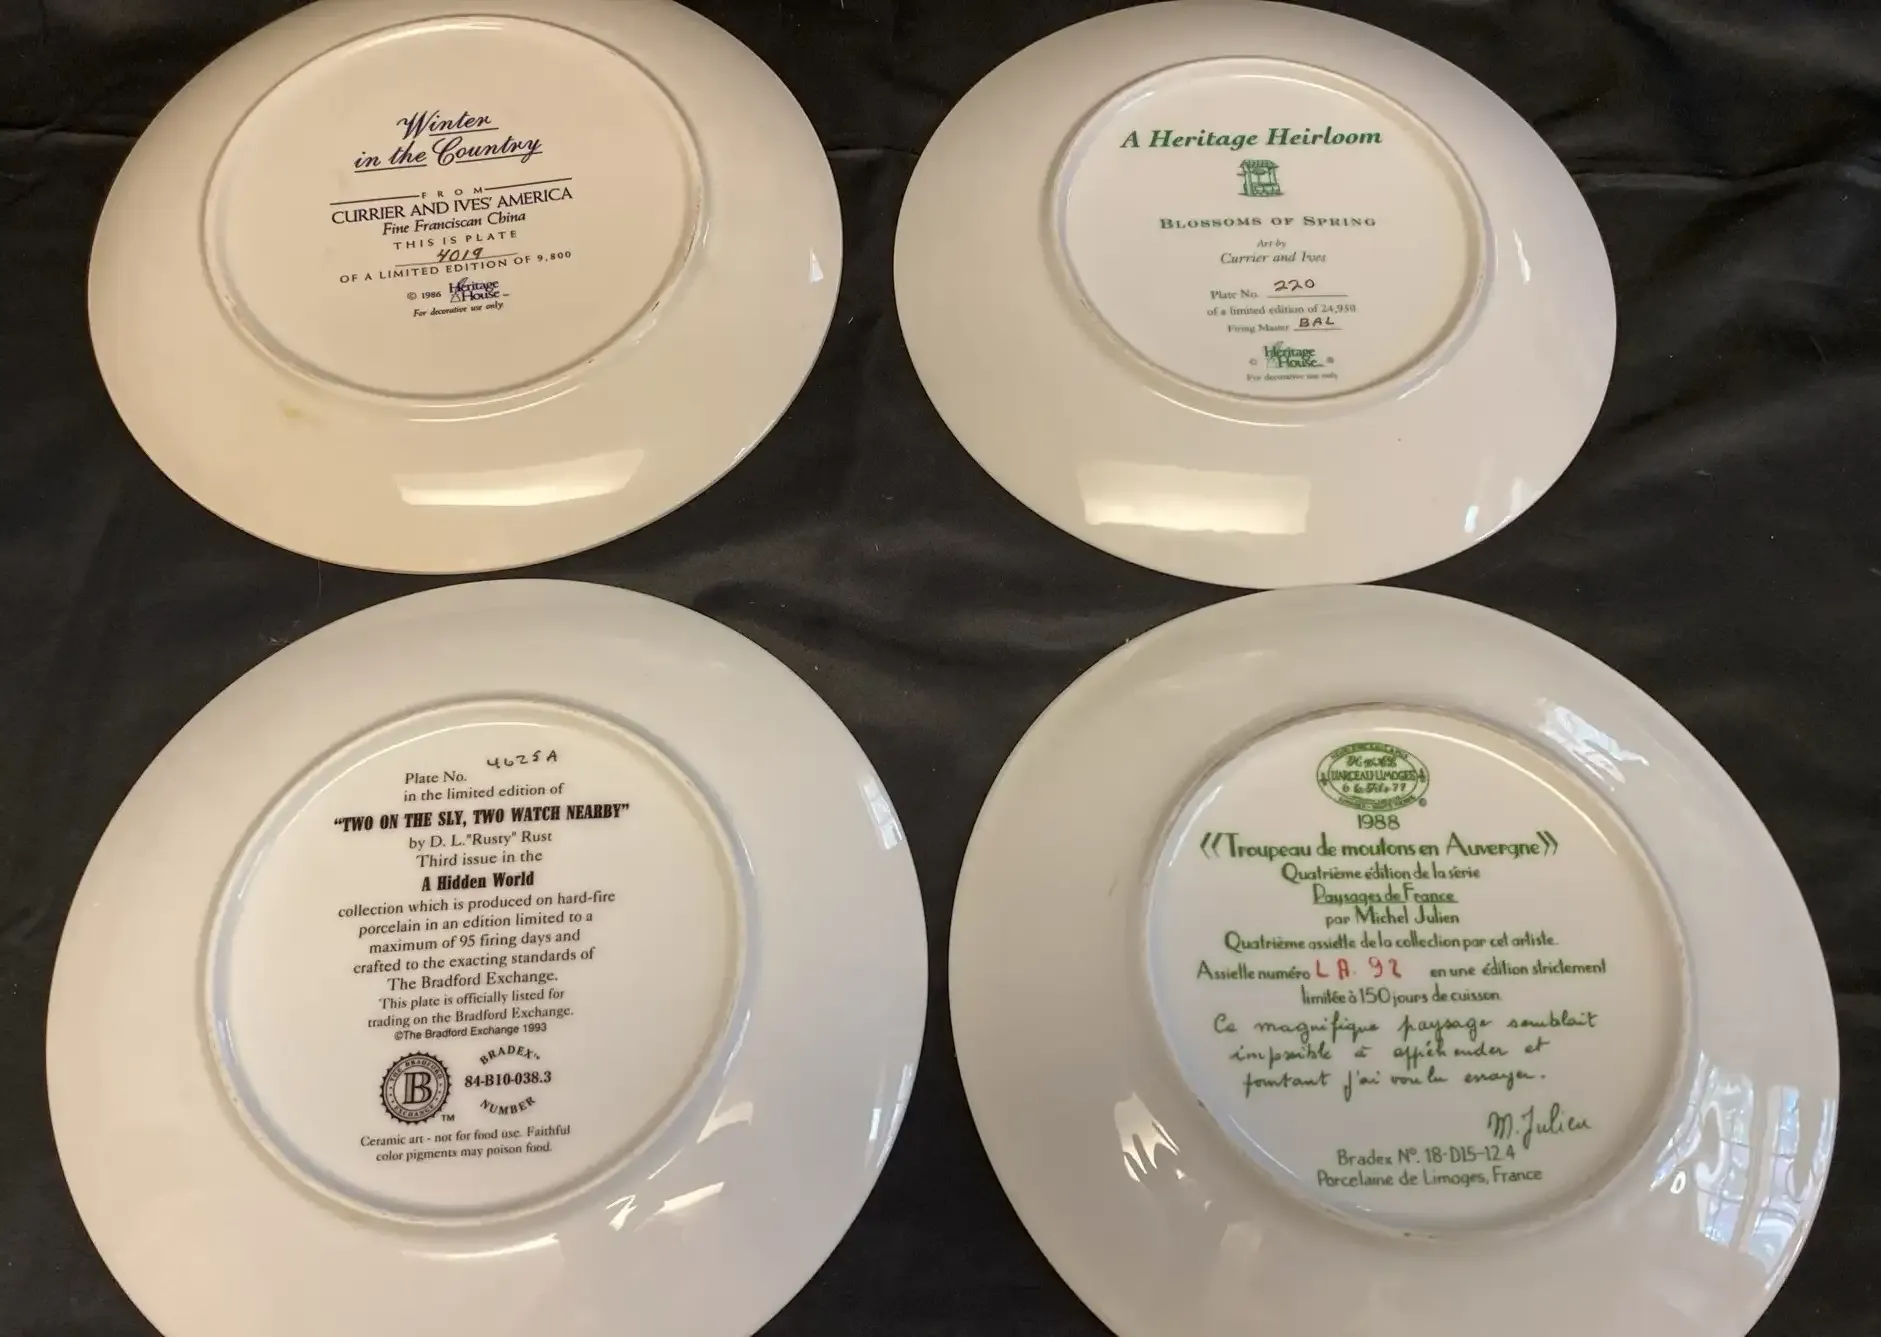 Winter
in the Country
FROM
CURRIER AND IVES' AMERICA
Fine Franciscan China
THIS IS PLATE
4019
OF A LIMITED EDITION OF 9,800
© 1986 Heritage House
For decorative use only
A Heritage Heirloom
BLOSSOMS OF SPRING
Art by
Currier and Ives
Plate No. 220
of a limited edition of 24,950
Firing Master BAL
© Heritage House ®
For decorative use only
Plate No. 4625A
in the limited edition of
"TWO ON THE SLY, TWO WATCH NEARBY"
by D. L. "Rusty" Rust
Third issue in the
A Hidden World
collection which is produced on hard-fire
porcelain in an edition limited to a
maximum of 95 firing days and
crafted to the exacting standards of
The Bradford Exchange.
This plate is officially listed for
trading on the Bradford Exchange.
©The Bradford Exchange 1993
THE BRADFORD EXCHANGE B ™
BRADEX™
84-B10-038.3
NUMBER
Ceramic art - not for food use. Faithful
color pigments may poison food.
D'ARCEAU-LIMOGES
©
1988
《Troupeau de moutons en Auvergne》
Quatrième édition de la série
Paysages de France
par Michel Julien
Quatrième assiette de la collection par cet artiste.
Assiette numéro LA. 92 en une édition strictement
limitée à 150 jours de cuisson.
Ce magnifique paysage semblait
impossible à appréhender et
pourtant j'ai voulu essayer.
M. Julien
Bradex Nº. 18-D15-12.4
Porcelaine de Limoges, France